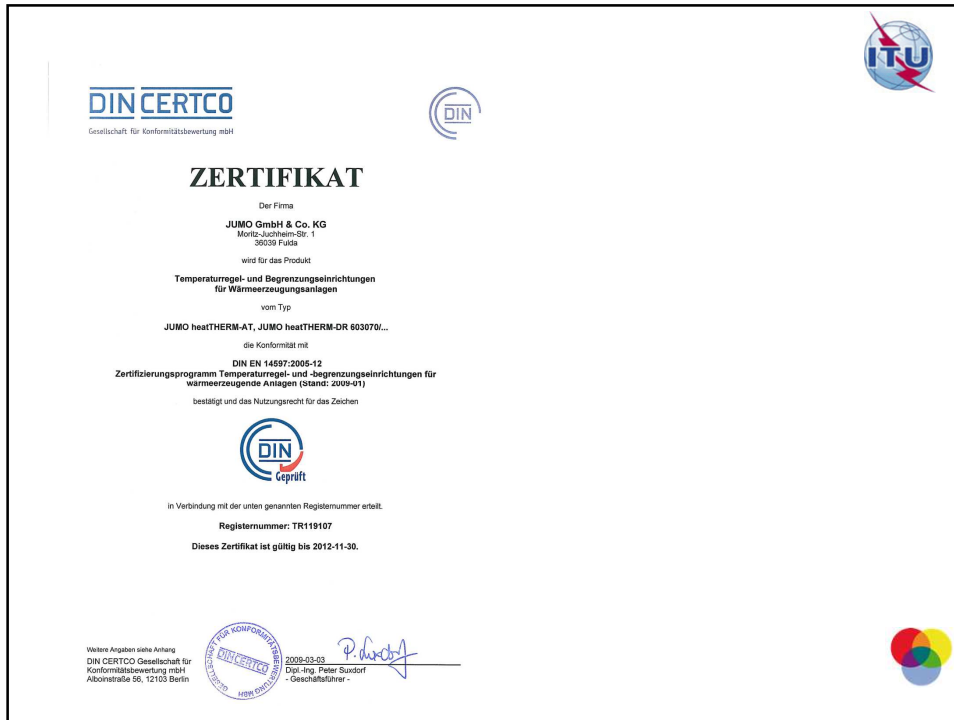 ITU
DIN CERTCO
Gesellschaft für Konformitätsbewertung mbH
DIN
ZERTIFIKAT
Der Firma
JUMO GmbH & Co. KG
Moritz-Juchheim-Str. 1
36039 Fulda
wird für das Produkt
Temperaturregel- und Begrenzungseinrichtungen
für Wärmeerzeugungsanlagen
vom Typ
JUMO heatTHERM-AT, JUMO heatTHERM-DR 603070/...
die Konformität mit
DIN EN 14597:2005-12
Zertifizierungsprogramm Temperaturregel- und -begrenzungseinrichtungen für
wärmeerzeugende Anlagen (Stand: 2009-01)
bestätigt und das Nutzungsrecht für das Zeichen
DIN
Geprüft
in Verbindung mit der unten genannten Registernummer erteilt.
Registernummer: TR119107
Dieses Zertifikat ist gültig bis 2012-11-30.
Weitere Angaben siehe Anhang
DIN CERTCO Gesellschaft für
Konformitätsbewertung mbH
Alboinstraße 56, 12103 Berlin
GESELLSCHAFT FÜR KONFORMITÄTSBEWERTUNG MBH
DIN CERTCO
P. Suxdorf
2009-03-03
Dipl.-Ing. Peter Suxdorf
- Geschäftsführer -